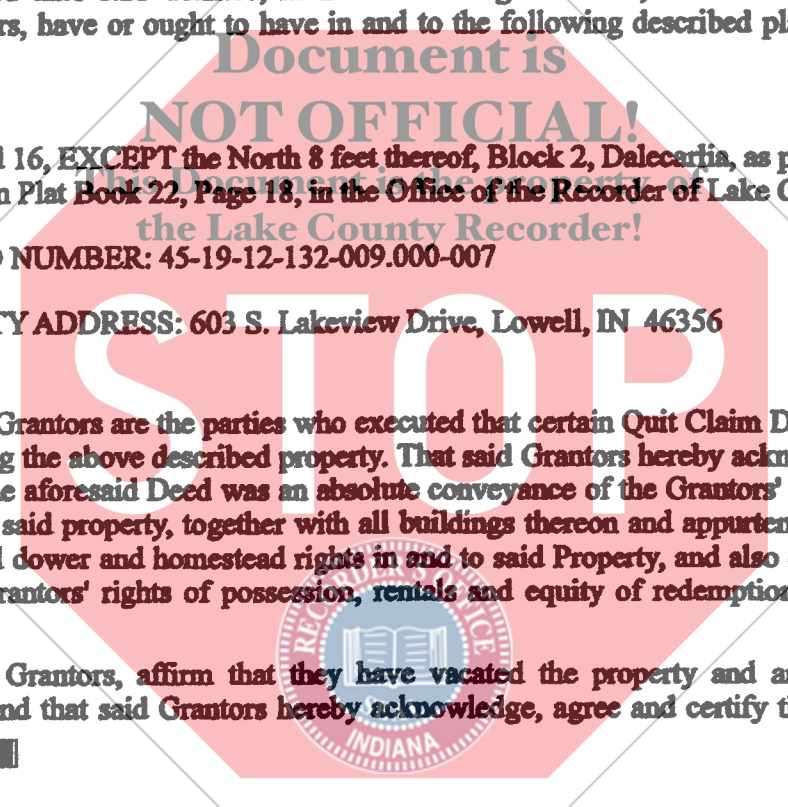 rs, have or ought to have in and to the following described pl
Document is
NOT OFFICIAL!
l 16, EXCEPT the North 8 feet thereof, Block 2, Dalecarlia, as p
n Plat Book 22, Page 18, in the Office of the Recorder of Lake C
This Document is the property of
the Lake County Recorder!
NUMBER: 45-19-12-132-009.000-007
TY ADDRESS: 603 S. Lakeview Drive, Lowell, IN 46356
STOP
Grantors are the parties who executed that certain Quit Claim D
g the above described property. That said Grantors hereby ackn
e aforesaid Deed was an absolute conveyance of the Grantors'
said property, together with all buildings thereon and appurten
l dower and homestead rights in and to said Property, and also
rantors' rights of possession, rentals and equity of redemption
Grantors, affirm that they have vacated the property and a
nd that said Grantors hereby acknowledge, agree and certify t
RECORDER'S OFFICE
INDIANA